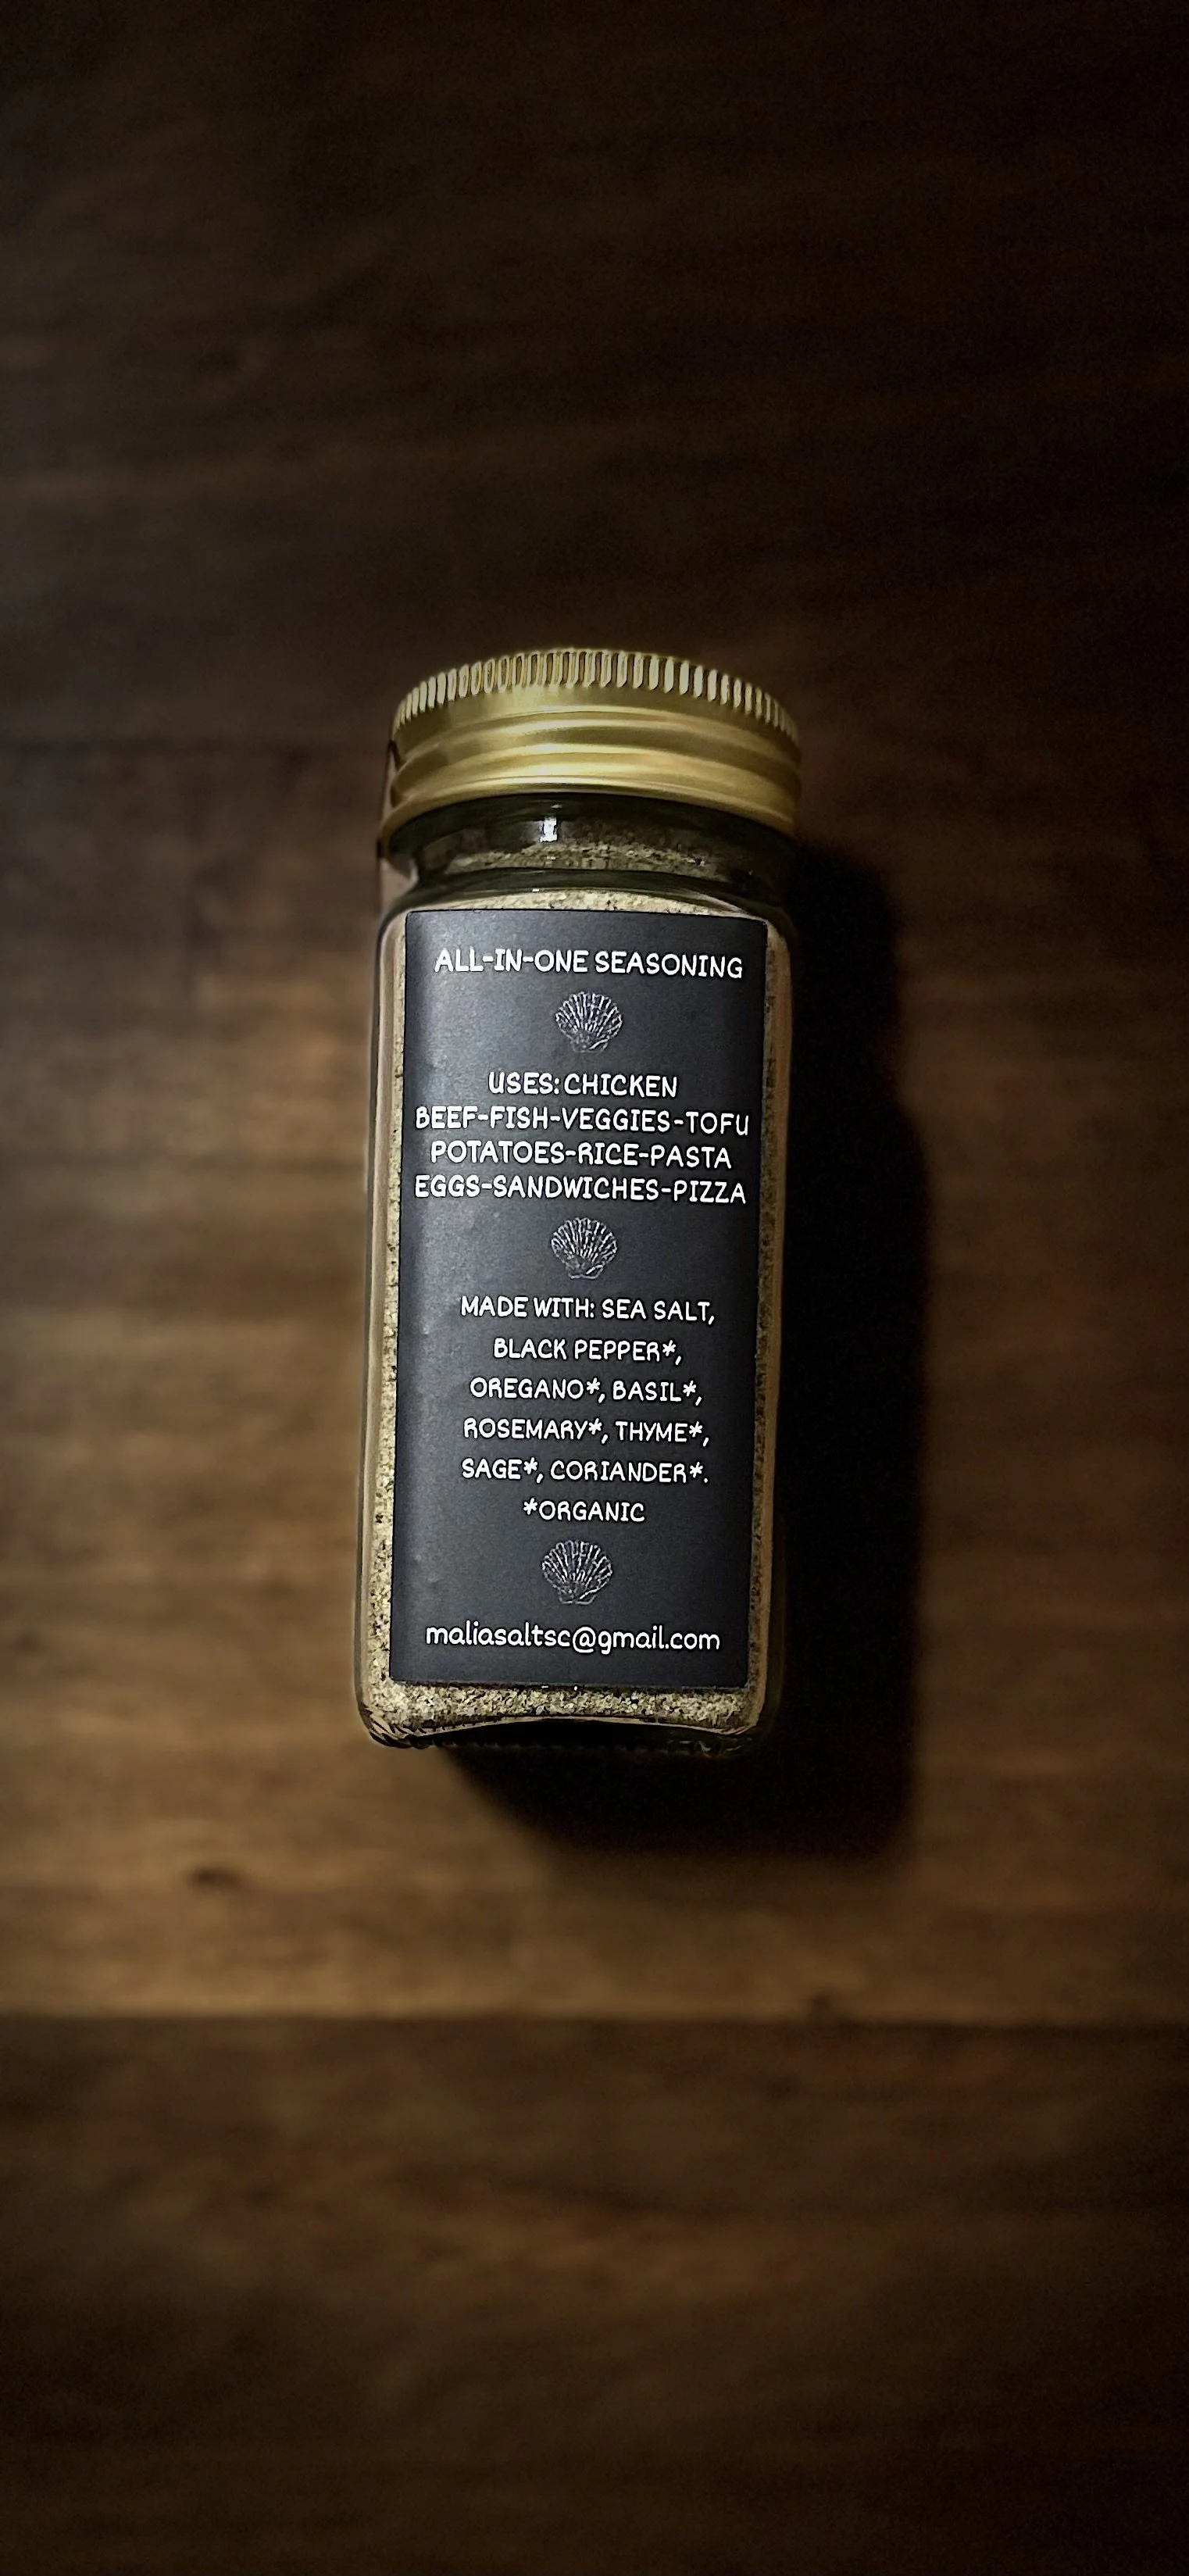 ALL-IN-ONE SEASONING
USES: CHICKEN
BEEF-FISH-VEGGIES-TOFU
POTATOES-RICE-PASTA
EGGS-SANDWICHES-PIZZA
MADE WITH: SEA SALT,
BLACK PEPPER*,
OREGANO*, BASIL*,
ROSEMARY*, THYME*,
SAGE*, CORIANDER*.
*ORGANIC
maliasaltsc@gmail.com